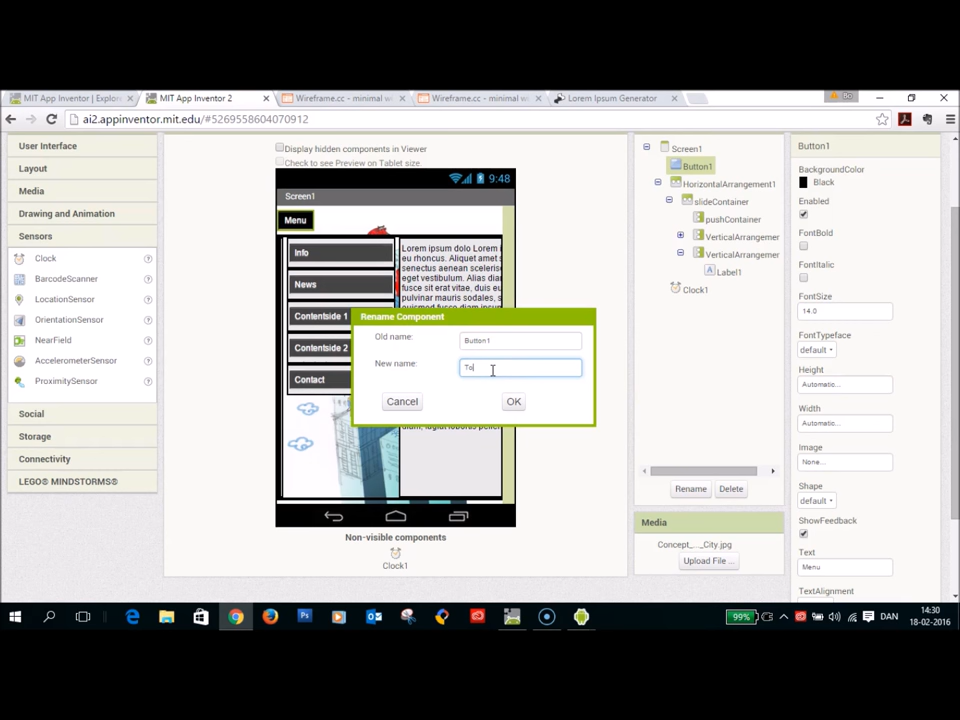 MIT App Inventor | Explor
MIT App Inventor 2
Wireframe.cc - minimal w
Wireframe.cc - minimal w
Lorem Ipsum Generator
Bo
ai2.appinventor.mit.edu/#5269558604070912
User Interface
Layout
Media
Drawing and Animation
Sensors
Clock
BarcodeScanner
LocationSensor
OrientationSensor
NearField
AccelerometerSensor
ProximitySensor
Social
Storage
Connectivity
LEGO® MINDSTORMS®
Display hidden components in Viewer
Check to see Preview on Tablet size.
9:48
Screen1
Menu
Info
News
Contentside 1
Contentside 2
Contact
Lorem ipsum dolo Lorem i
eu rhoncus. Aliquet amet s
senectus aenean scelerisc
eget vestibulum. Alias diam
fusce sit erat vitae, duis eu
pulvinar mauris sodales, s
Rename Component
Old name:
Button1
New name:
To
Cancel
OK
Non-visible components
Clock1
Screen1
Button1
HorizontalArrangement1
slideContainer
pushContainer
VerticalArrangemer
VerticalArrangemer
Label1
Clock1
Rename
Delete
Media
Concept_..._City.jpg
Upload File ...
Button1
BackgroundColor
Black
Enabled
FontBold
FontItalic
FontSize
14.0
FontTypeface
default
Height
Automatic...
Width
Automatic...
Image
None...
Shape
default
ShowFeedback
Text
Menu
TextAlignment
99%
DAN
14:30
18-02-2016